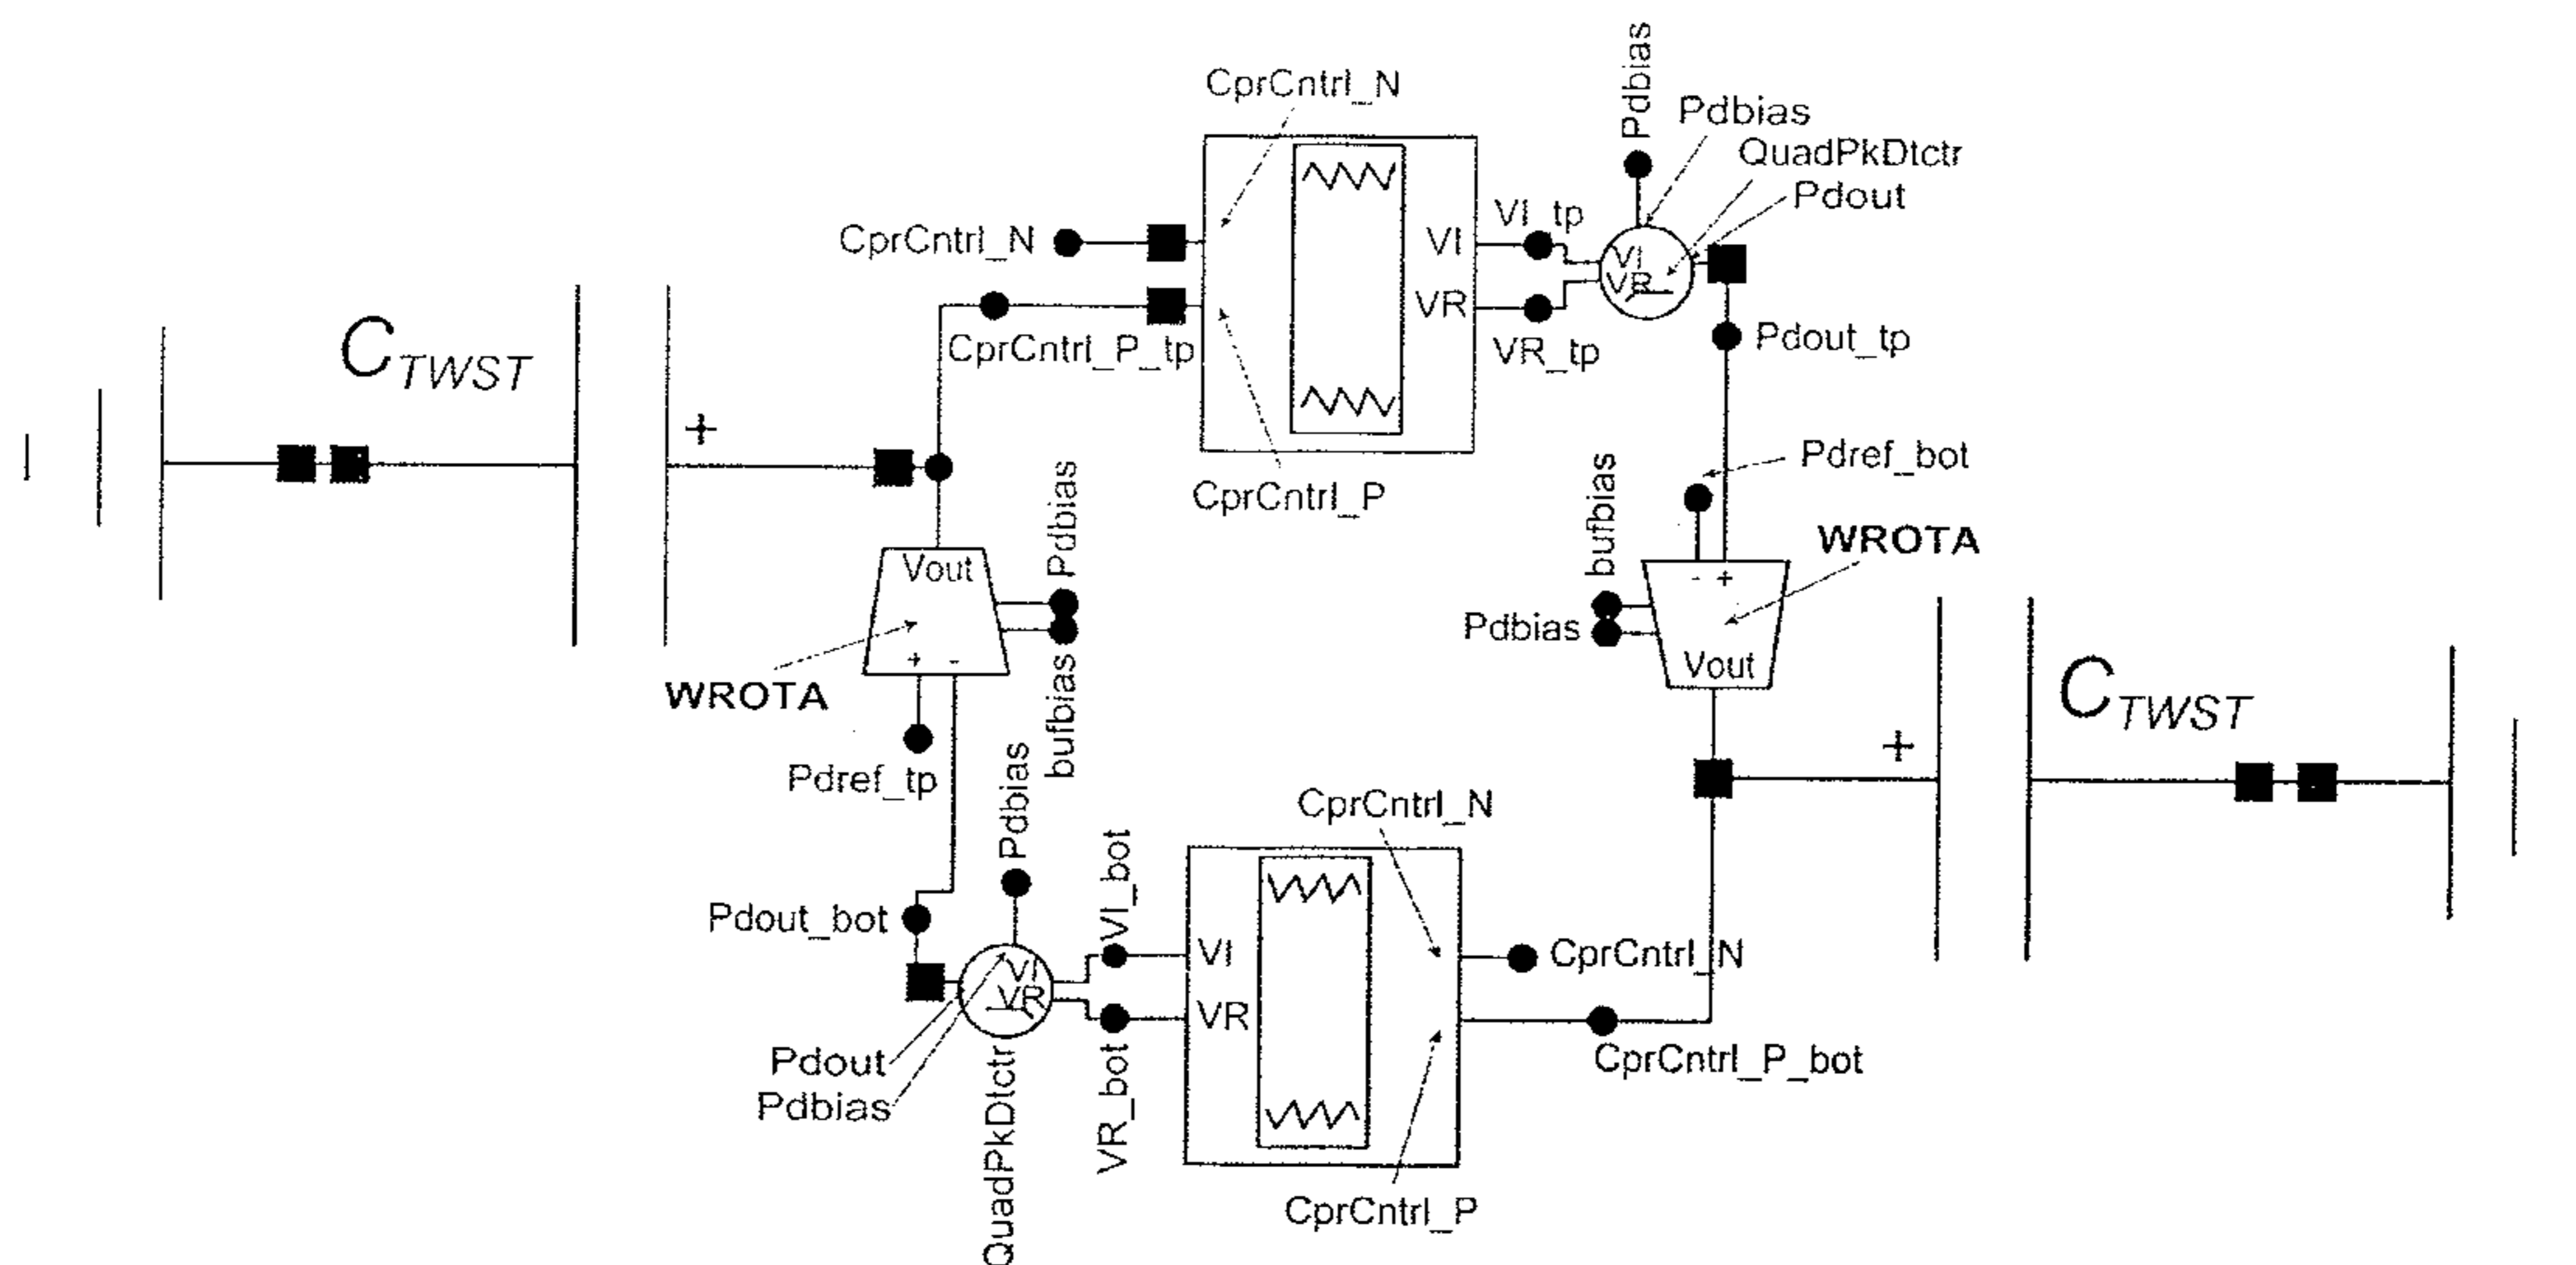 Pdbias
CprCntrl_N
Pdbias
QuadPkDtctr
Pdout
CprCntrl_N
VI
VI_tp
VI
VR
VR
CprCntrl_P_tp
VR_tp
Pdout_tp
C TWST
+
CprCntrl_P
Pdref_bot
bufbias
Pdbias
WROTA
Vout
- +
Pdbias
Vout
+ -
WROTA
bufbias
Pdref_tp
C TWST
+
Pdbias
CprCntrl_N
VI_bot
Pdout_bot
VI
VR
VI
CprCntrl_N
VR
Pdout
Pdbias
QuadPkDtctr
VR_bot
CprCntrl_P_bot
CprCntrl_P